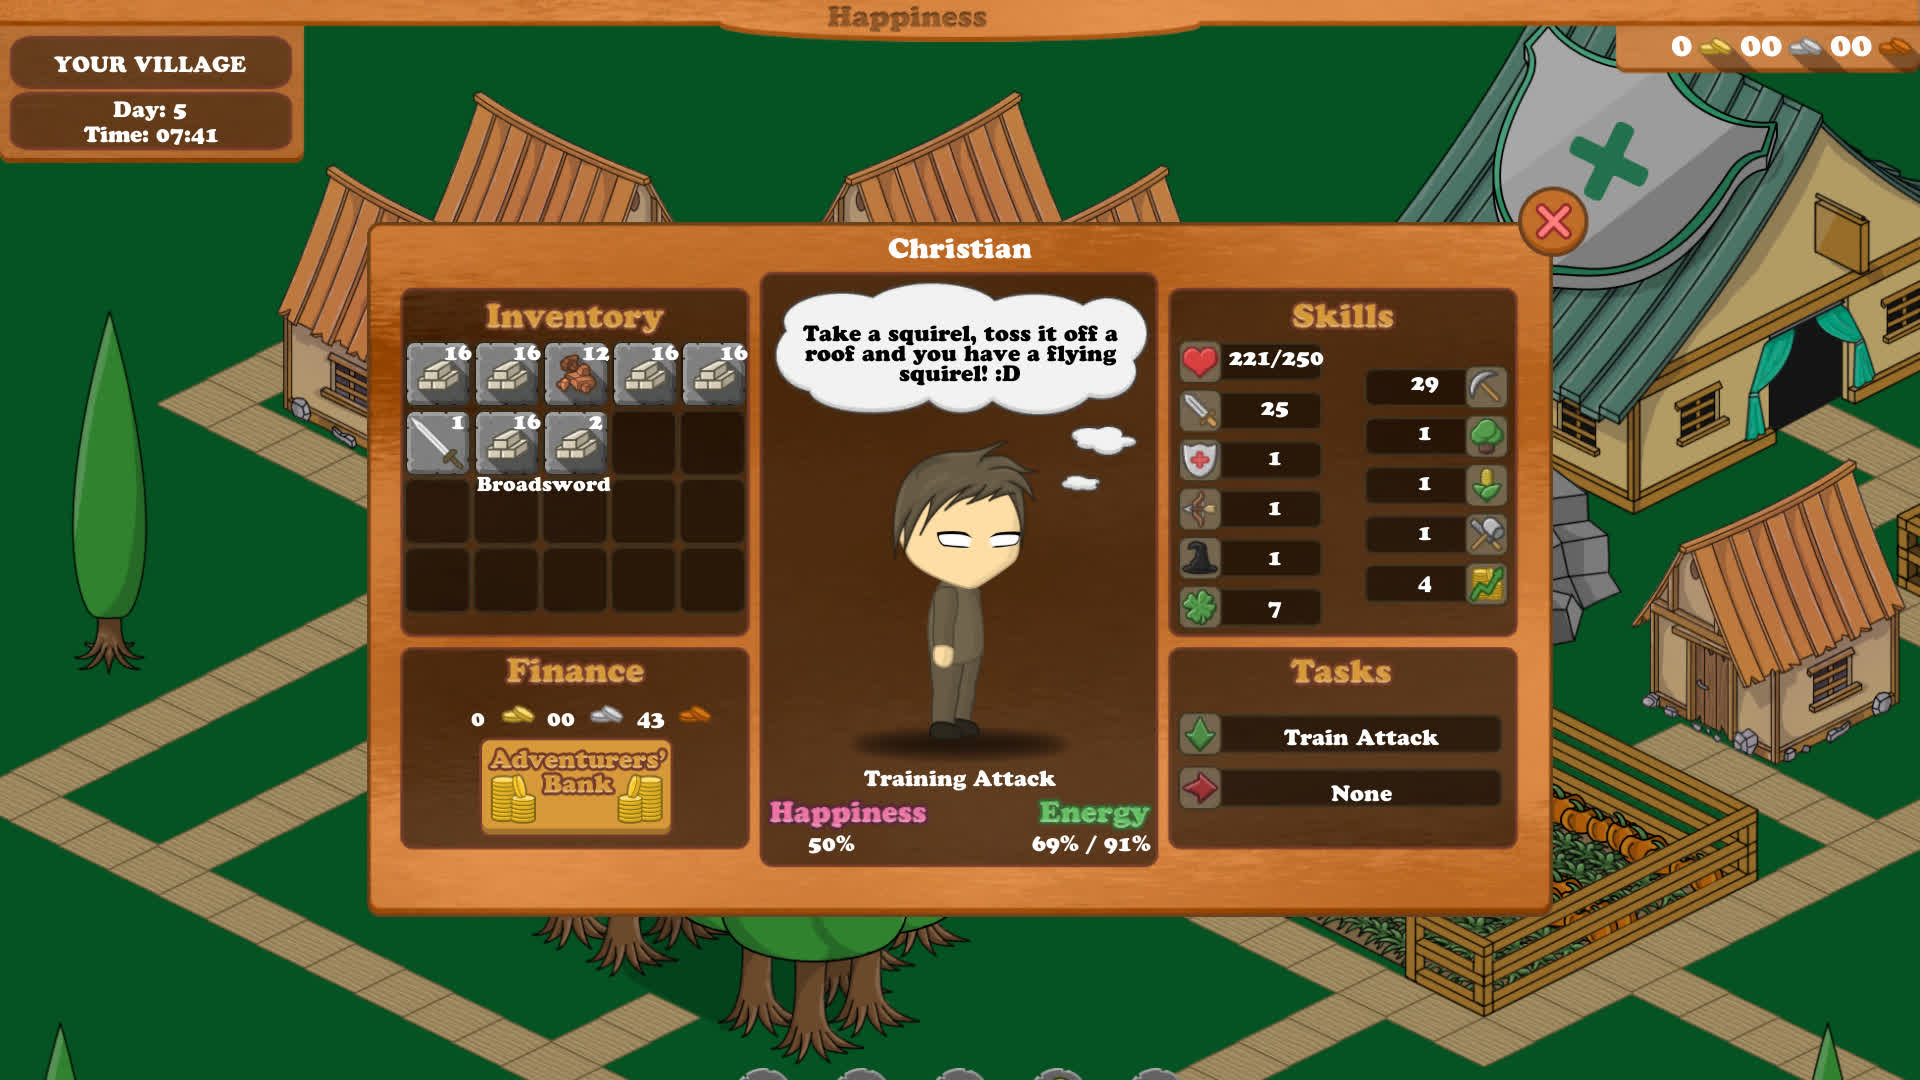 Happiness
YOUR VILLAGE
Day: 5
Time: 07:41
0 00 00
Christian
Inventory
16 16 12 16 16
1 16 2
Broadsword
Finance
0 00 43
Adventurers'
Bank
Take a squirel, toss it off a
roof and you have a flying
squirel! :D
Training Attack
Happiness
50%
Energy
69% / 91%
Skills
221/250
25
1
1
1
7
29
1
1
1
4
Tasks
Train Attack
None